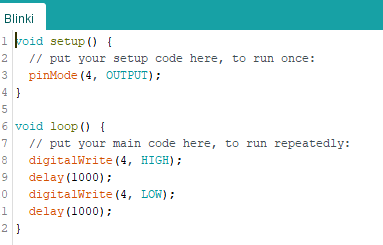 Blinki
1 void setup() {
2 // put your setup code here, to run once:
3 pinMode(4, OUTPUT);
4 }
5
6 void loop() {
7 // put your main code here, to run repeatedly:
8 digitalWrite(4, HIGH);
9 delay(1000);
0 digitalWrite(4, LOW);
1 delay(1000);
2 }